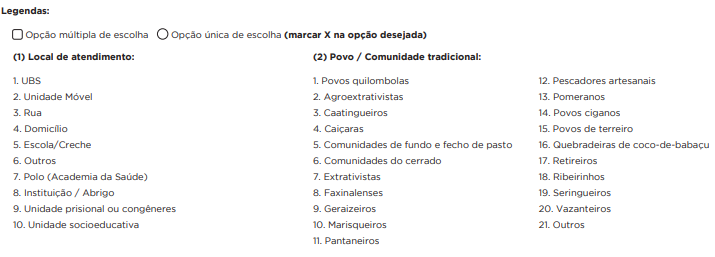 Legendas:
Opção múltipla de escolha Opção única de escolha (marcar X na opção desejada)
(1) Local de atendimento:
1. UBS
2. Unidade Móvel
3. Rua
4. Domicílio
5. Escola/Creche
6. Outros
7. Polo (Academia da Saúde)
8. Instituição / Abrigo
9. Unidade prisional ou congêneres
10. Unidade socioeducativa
(2) Povo / Comunidade tradicional:
1. Povos quilombolas
2. Agroextrativistas
3. Caatingueiros
4. Caiçaras
5. Comunidades de fundo e fecho de pasto
6. Comunidades do cerrado
7. Extrativistas
8. Faxinalenses
9. Geraizeiros
10. Marisqueiros
11. Pantaneiros
12. Pescadores artesanais
13. Pomeranos
14. Povos ciganos
15. Povos de terreiro
16. Quebradeiras de coco-de-babaçu
17. Retireiros
18. Ribeirinhos
19. Seringueiros
20. Vazanteiros
21. Outros